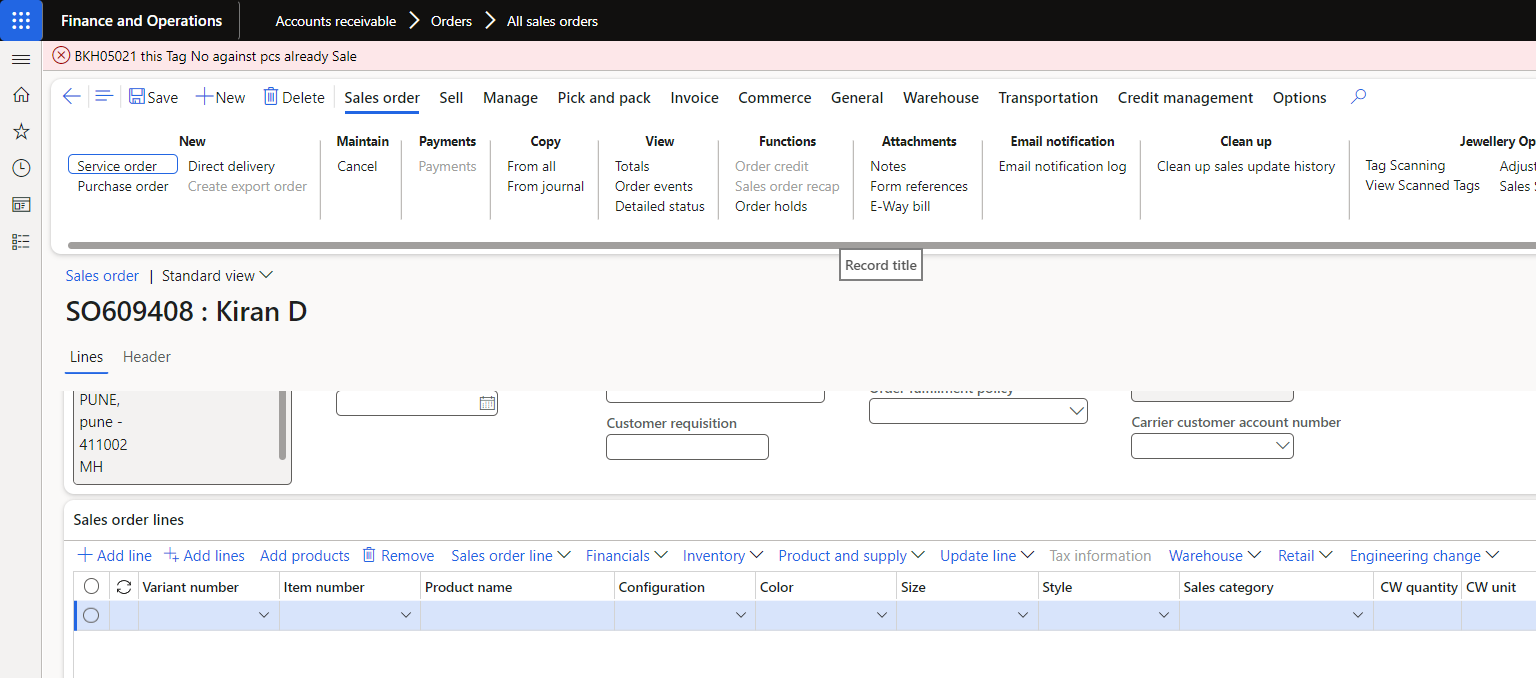 Finance and Operations
Accounts receivable
Orders
All sales orders
BKH05021 this Tag No against pcs already Sale
Save
New
Delete
Sales order
Sell
Manage
Pick and pack
Invoice
Commerce
General
Warehouse
Transportation
Credit management
Options
New
Service order
Direct delivery
Purchase order
Create export order
Maintain
Cancel
Payments
Payments
Copy
From all
From journal
View
Totals
Order events
Detailed status
Functions
Order credit
Sales order recap
Order holds
Attachments
Notes
Form references
E-Way bill
Email notification
Email notification log
Clean up
Clean up sales update history
Jewellery Op
Tag Scanning
Adjust
View Scanned Tags
Sales
Record title
Sales order | Standard view
SO609408 : Kiran D
Lines
Header
PUNE,
pune -
411002
MH
Customer requisition
Order fulfillment policy
Carrier customer account number
Sales order lines
Add line
Add lines
Add products
Remove
Sales order line
Financials
Inventory
Product and supply
Update line
Tax information
Warehouse
Retail
Engineering change
Variant number
Item number
Product name
Configuration
Color
Size
Style
Sales category
CW quantity
CW unit